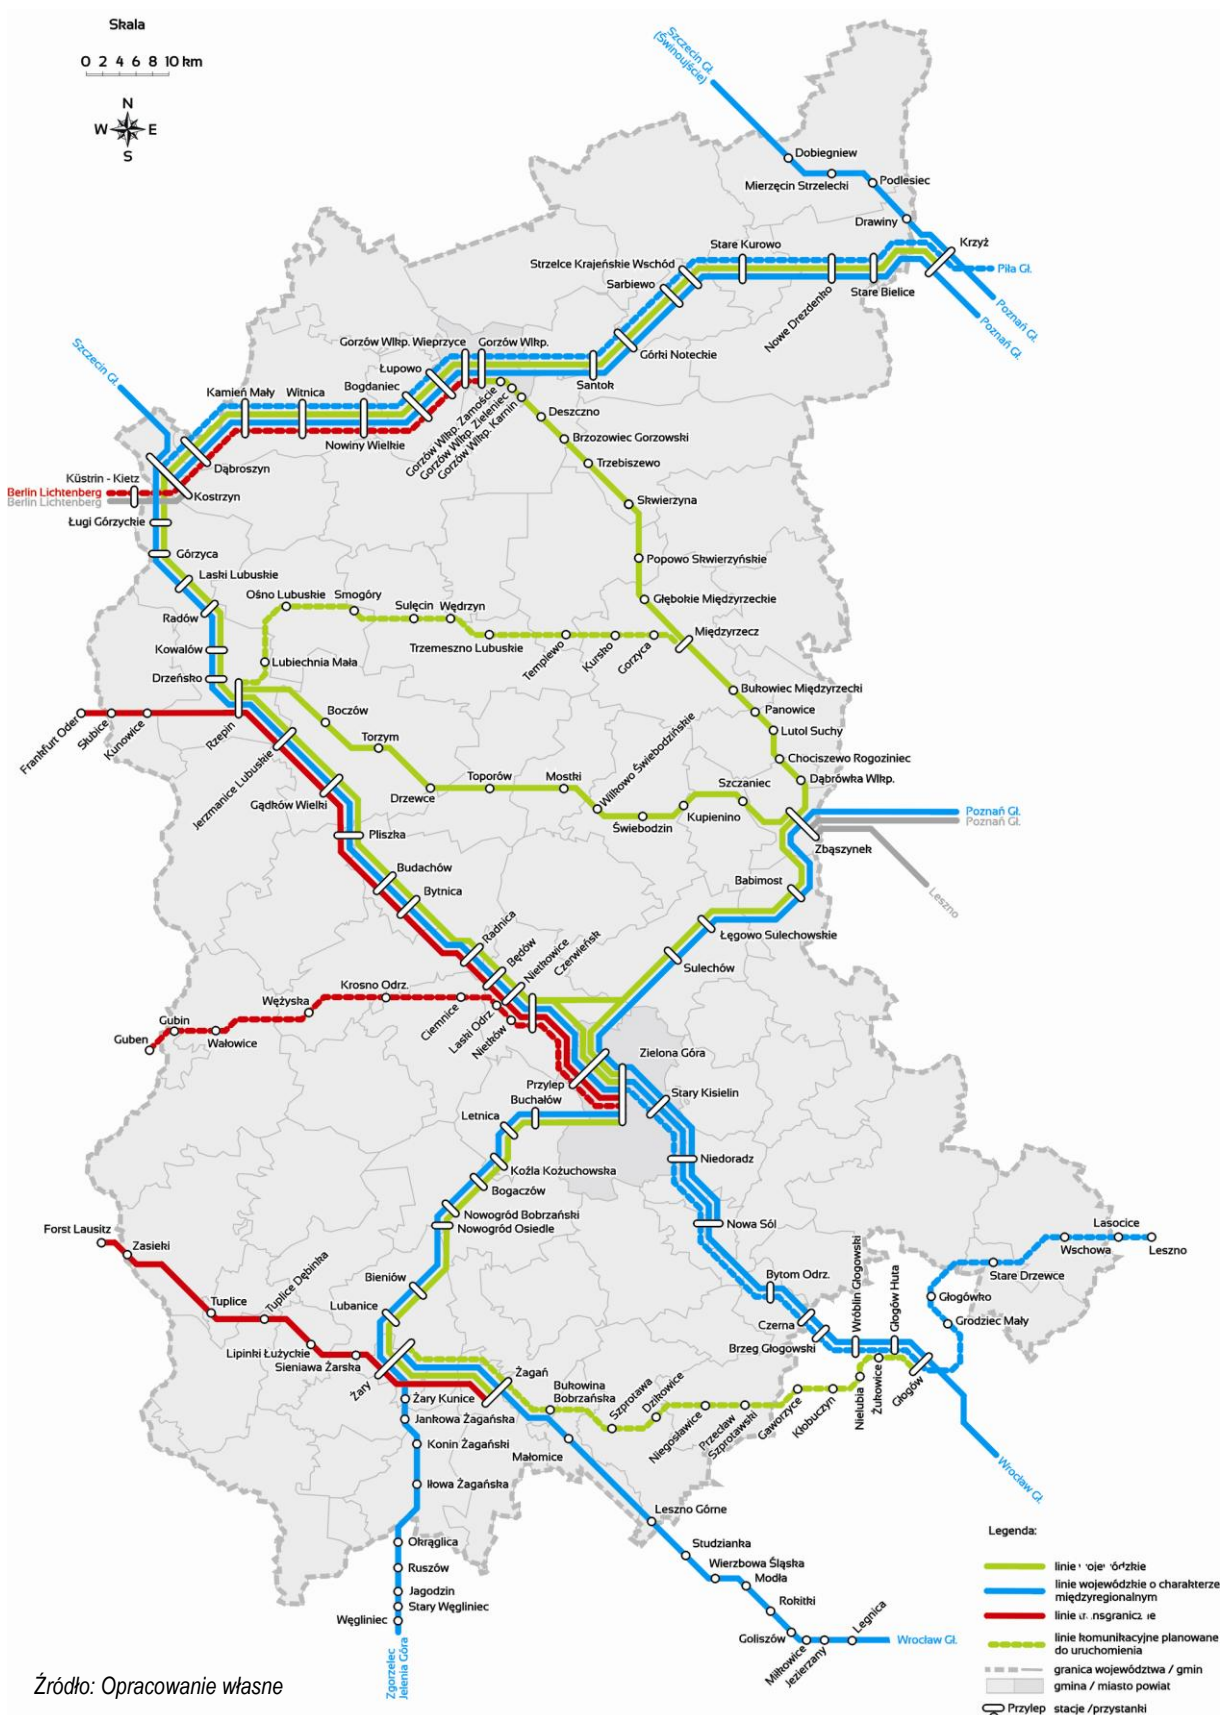 Skala
0 2 4 6 8 10 km
N
W E
S
Szczecin Gł.
(Świnoujście)
Dobiegniew
Mierzęcin Strzelecki
Podlesiec
Drawiny
Krzyż
Piła Gł.
Poznań Gł.
Poznań Gł.
Stare Kurowo
Strzelce Krajeńskie Wschód
Sarbiewo
Nowe Drezdenko
Stare Bielice
Górki Noteckie
Santok
Gorzów Wlkp. Wieprzyce
Gorzów Wlkp.
Łupowo
Bogdaniec
Szczecin Gł.
Kamień Mały
Witnica
Nowiny Wielkie
Gorzów Wlkp. Zamoście
Gorzów Wlkp. Zieleniec
Gorzów Wlkp. Karnin
Deszczno
Brzozowiec Gorzowski
Trzebiszewo
Skwierzyna
Dąbroszyn
Küstrin - Kietz
Berlin Lichtenberg
Berlin Lichtenberg
Kostrzyn
Ługi Górzyckie
Górzyca
Laski Lubuskie
Radów
Kowalów
Drzeńsko
Popowo Skwierzyńskie
Głębokie Międzyrzeckie
Ośno Lubuskie
Smogóry
Sulęcin
Wędrzyn
Trzemeszno Lubuskie
Templewo
Kursko
Gorzyca
Międzyrzecz
Lubiechnia Mała
Bukowiec Międzyrzecki
Panowice
Lutol Suchy
Chociszewo Rogoziniec
Dąbrówka Wlkp.
Frankfurt Oder
Słubice
Kunowice
Rzepin
Boczów
Torzym
Drzewce
Toporów
Mostki
Wilkowo Świebodzińskie
Świebodzin
Kupienino
Szczaniec
Zbąszynek
Poznań Gł.
Poznań Gł.
Leszno
Jerzmanice Lubuskie
Gądków Wielki
Pliszka
Budachów
Bytnica
Babimost
Łęgowo Sulechowskie
Sulechów
Radnica
Będów
Nietkowice
Czerwieńsk
Krosno Odrz.
Wężyska
Gubin
Guben
Wałowice
Ciemnice
Laski Odrz.
Nietków
Zielona Góra
Przylep
Stary Kisielin
Buchałów
Letnica
Niedoradz
Koźla Kożuchowska
Bogaczów
Nowogród Bobrzański
Nowogród Osiedle
Nowa Sól
Forst Lausitz
Zasieki
Tuplice
Tuplice Dębinka
Lipinki Łużyckie
Sieniawa Żarska
Bieniów
Lubanice
Bytom Odrz.
Czerna
Brzeg Głogowski
Wróblin Głogowski
Głogów Huta
Głogówko
Grodziec Mały
Stare Drzewce
Wschowa
Lasocice
Leszno
Żary
Żagań
Żary Kunice
Jankowa Żagańska
Konin Żagański
Iłowa Żagańska
Bukowina
Bobrzańska
Szprotawa
Dzikowice
Niegosławice
Przecław
Szprotawski
Gaworzyce
Kłobuczyn
Nielubia
Żukowice
Głogów
Wrocław Gł.
Małomice
Leszno Górne
Studzianka
Wierzbowa Śląska
Modła
Rokitki
Goliszów
Miłkowice
Jezierzany
Legnica
Wrocław Gł.
Okrąglica
Ruszów
Jagodzin
Stary Węgliniec
Węgliniec
Zgorzelec
Jelenia Góra
Legenda:
linie
linie wojewódzkie o charakterze
międzyregionalnym
linie
linie komunikacyjne planowane
do uruchomienia
granica województwa / gmin
gmina / miasto powiat
Przylep stacje /przystanki
Źródło: Opracowanie własne